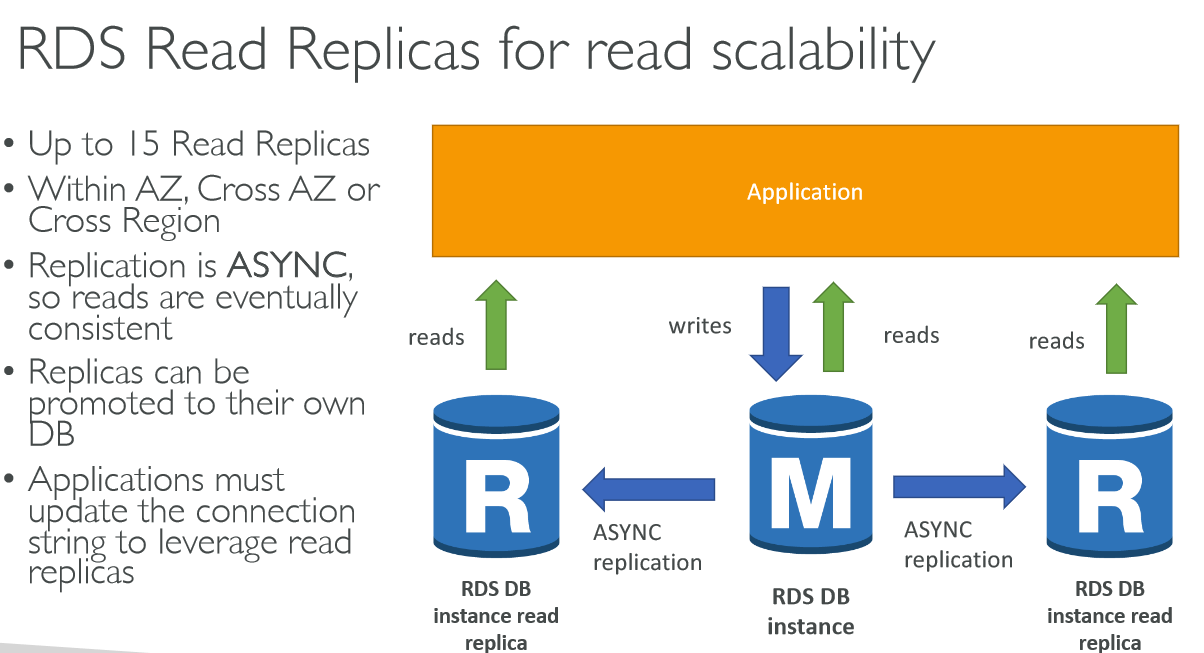 RDS Read Replicas for read scalability
• Up to 15 Read Replicas
• Within AZ, Cross AZ or
Cross Region
• Replication is ASYNC,
so reads are eventually
consistent
• Replicas can be
promoted to their own
DB
• Applications must
update the connection
string to leverage read
replicas
Application
reads
writes
reads
reads
R
M
R
ASYNC
replication
ASYNC
replication
RDS DB
instance read
replica
RDS DB
instance
RDS DB
instance read
replica